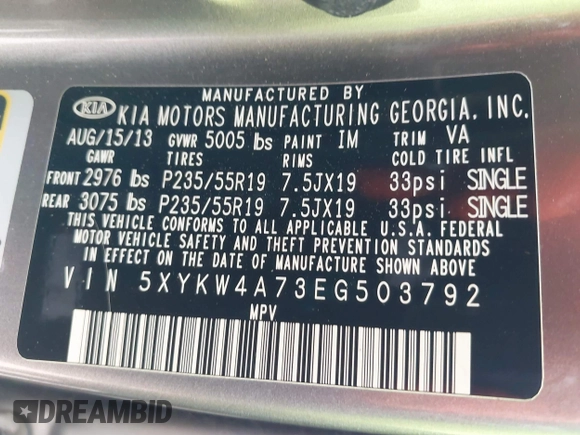 MANUFACTURED BY
KIA KIA MOTORS MANUFACTURING GEORGIA, INC.
AUG/15/13 GVWR 5005 lbs PAINT IM TRIM VA
GAWR TIRES RIMS COLD TIRE INFL
FRONT 2976 lbs P235/55R19 7.5JX19 33psi SINGLE
REAR 3075 lbs P235/55R19 7.5JX19 33psi SINGLE
THIS VEHICLE CONFORMS TO ALL APPLICABLE U.S.A. FEDERAL
MOTOR VEHICLE SAFETY AND THEFT PREVENTION STANDARDS
IN EFFECT ON THE DATE OF MANUFACTURE SHOWN ABOVE
VIN 5XYKW4A73EG503792
MPV
DREAMBID